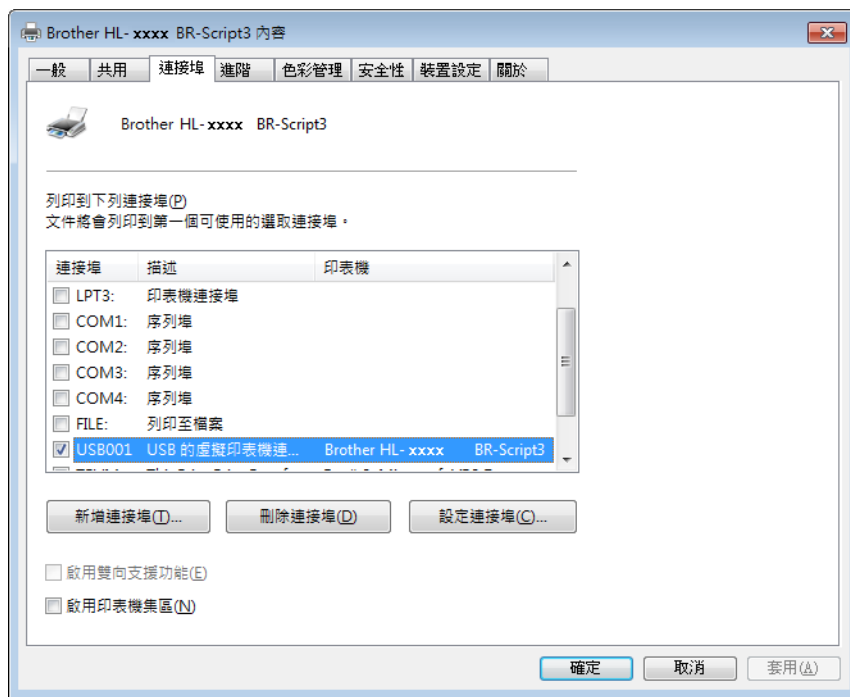 Brother HL- xxxx BR-Script3 內容
一般 共用 連接埠 進階 色彩管理 安全性 裝置設定 關於
Brother HL- xxxx BR-Script3
列印到下列連接埠(P)
文件將會列印到第一個可使用的選取連接埠。
連接埠 描述 印表機
LPT3: 印表機連接埠
COM1: 序列埠
COM2: 序列埠
COM3: 序列埠
COM4: 序列埠
FILE: 列印至檔案
USB001 USB 的虛擬印表機連... Brother HL- xxxx BR-Script3
新增連接埠(T)... 刪除連接埠(D) 設定連接埠(C)...
啟用雙向支援功能(E)
啟用印表機集區(N)
確定 取消 套用(A)